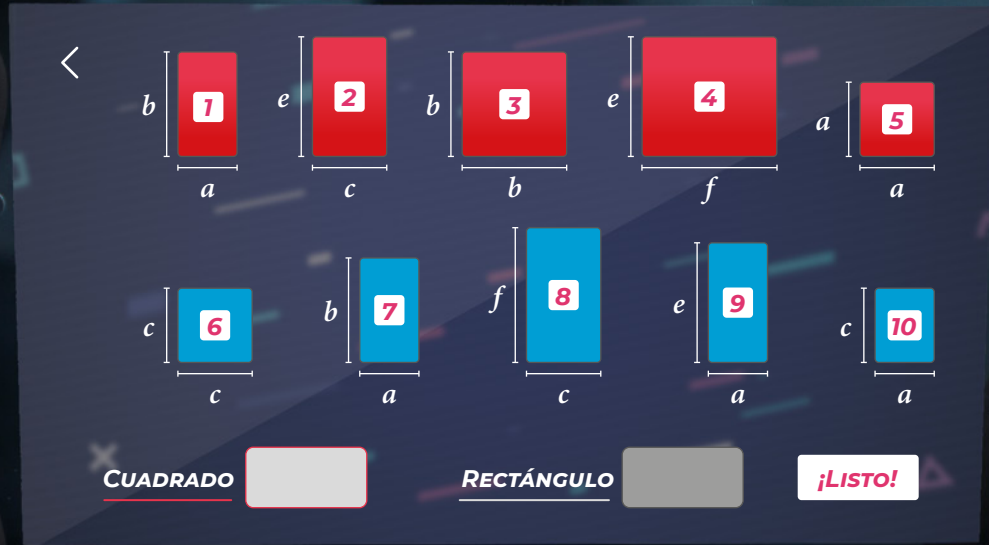 b 1 a
e 2 c
b 3 b
e 4 f
a 5 a
c 6 c
b 7 a
f 8 c
e 9 a
c 10 a
CUADRADO
RECTÁNGULO
¡LISTO!